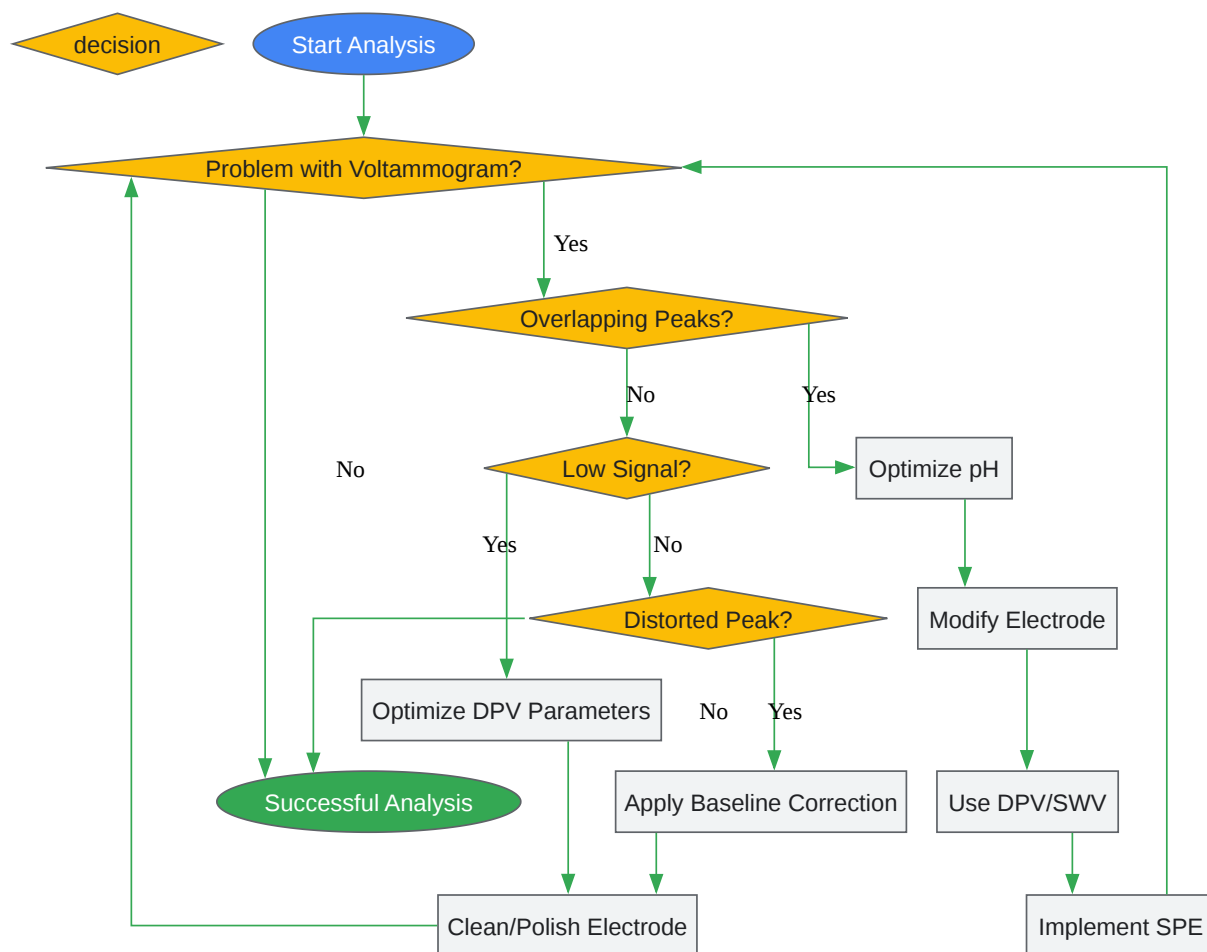 decision
Start Analysis
Problem with Voltammogram?
Yes
Overlapping Peaks?
No
Yes
No
Low Signal?
Optimize pH
Yes
No
Distorted Peak?
Modify Electrode
Optimize DPV Parameters
No
Yes
Successful Analysis
Apply Baseline Correction
Use DPV/SWV
Clean/Polish Electrode
Implement SPE